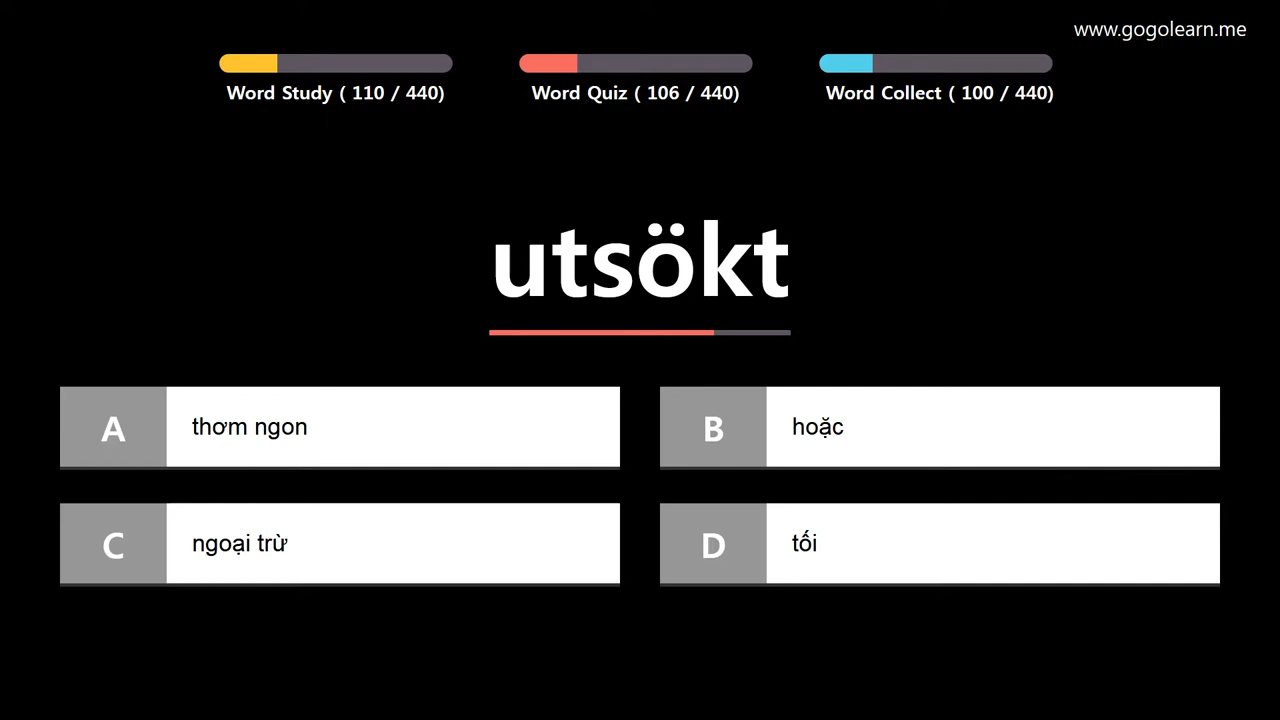 www.gogolearn.me
Word Study ( 110 / 440)
Word Quiz ( 106 / 440)
Word Collect ( 100 / 440)
utsökt
A thơm ngon
B hoặc
C ngoại trừ
D tối